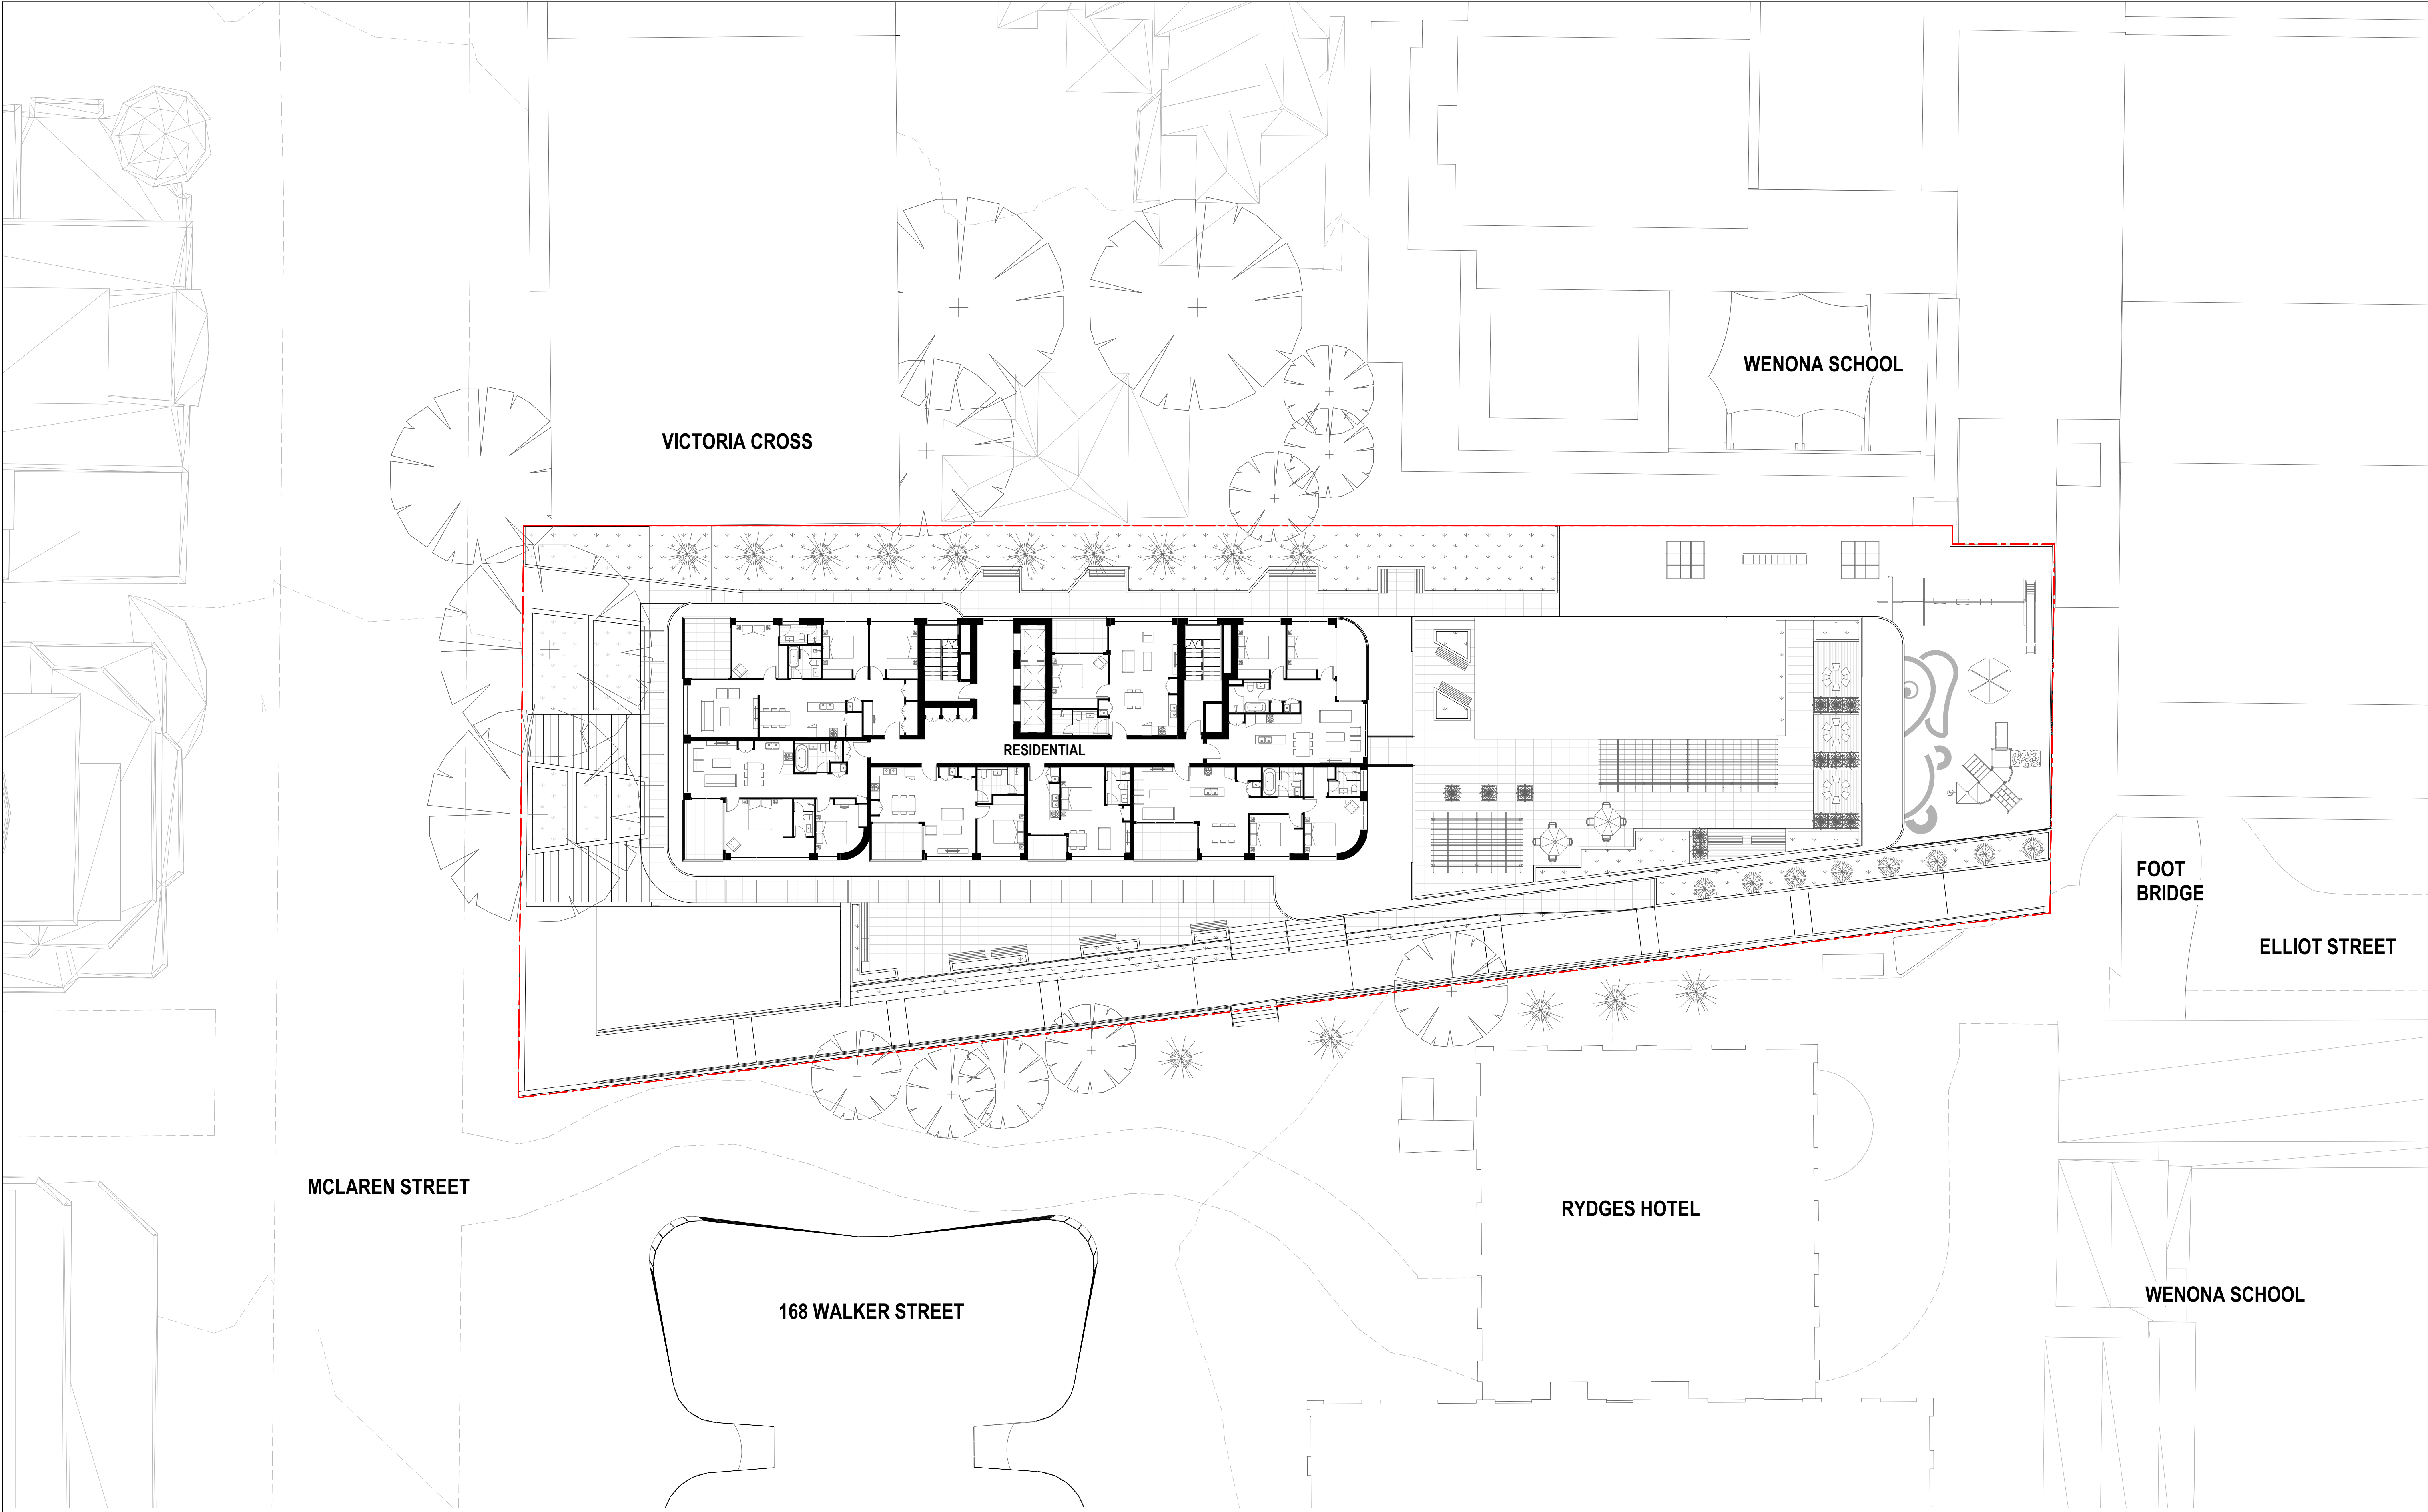 WENONA SCHOOL
VICTORIA CROSS
RESIDENTIAL
FOOT
BRIDGE
ELLIOT STREET
MCLAREN STREET
RYDGES HOTEL
168 WALKER STREET
WENONA SCHOOL